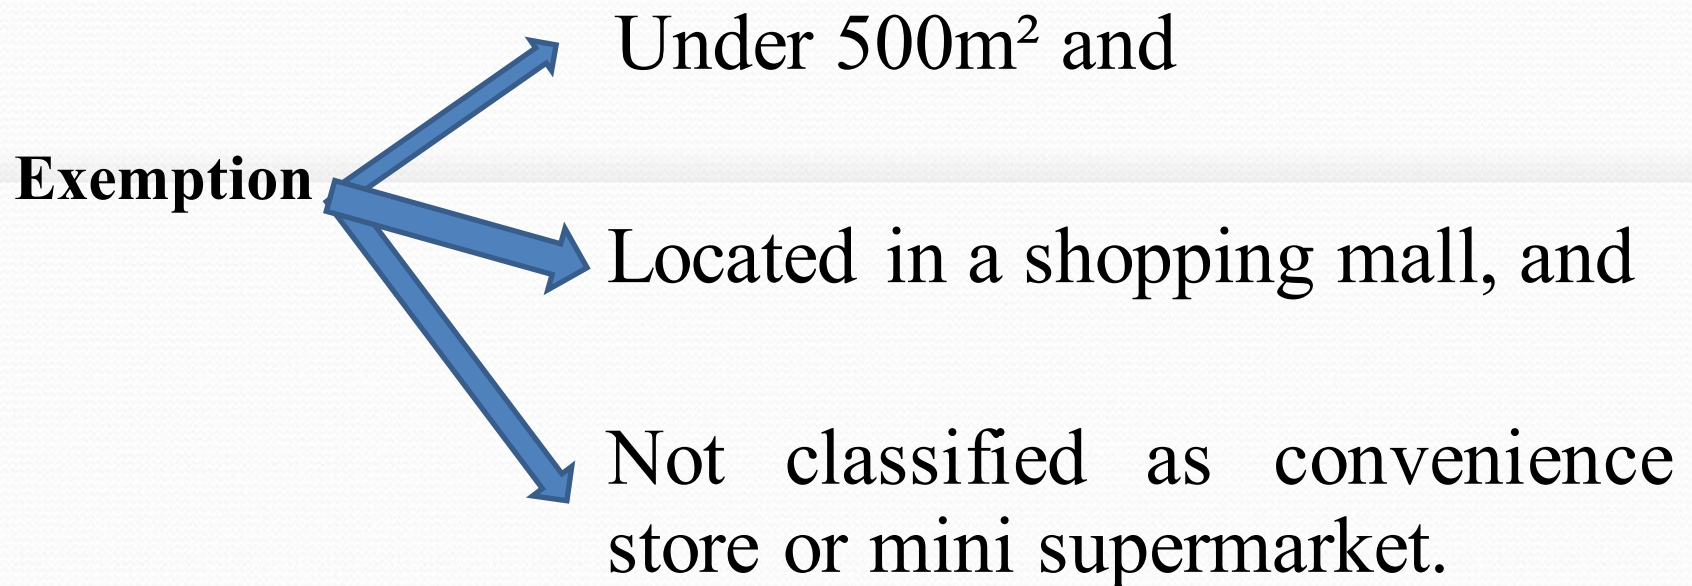 Under 500m² and
Exemption
Located in a shopping mall, and
Not classified as convenience
store or mini supermarket.